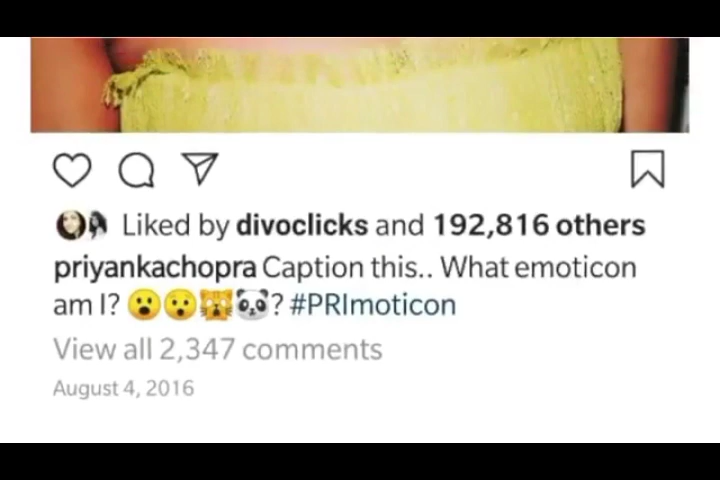 Liked by divoclicks and 192,816 others
priyankachopra Caption this.. What emoticon
am I? 😮😯🙀🐼? #PRImoticon
View all 2,347 comments
August 4, 2016